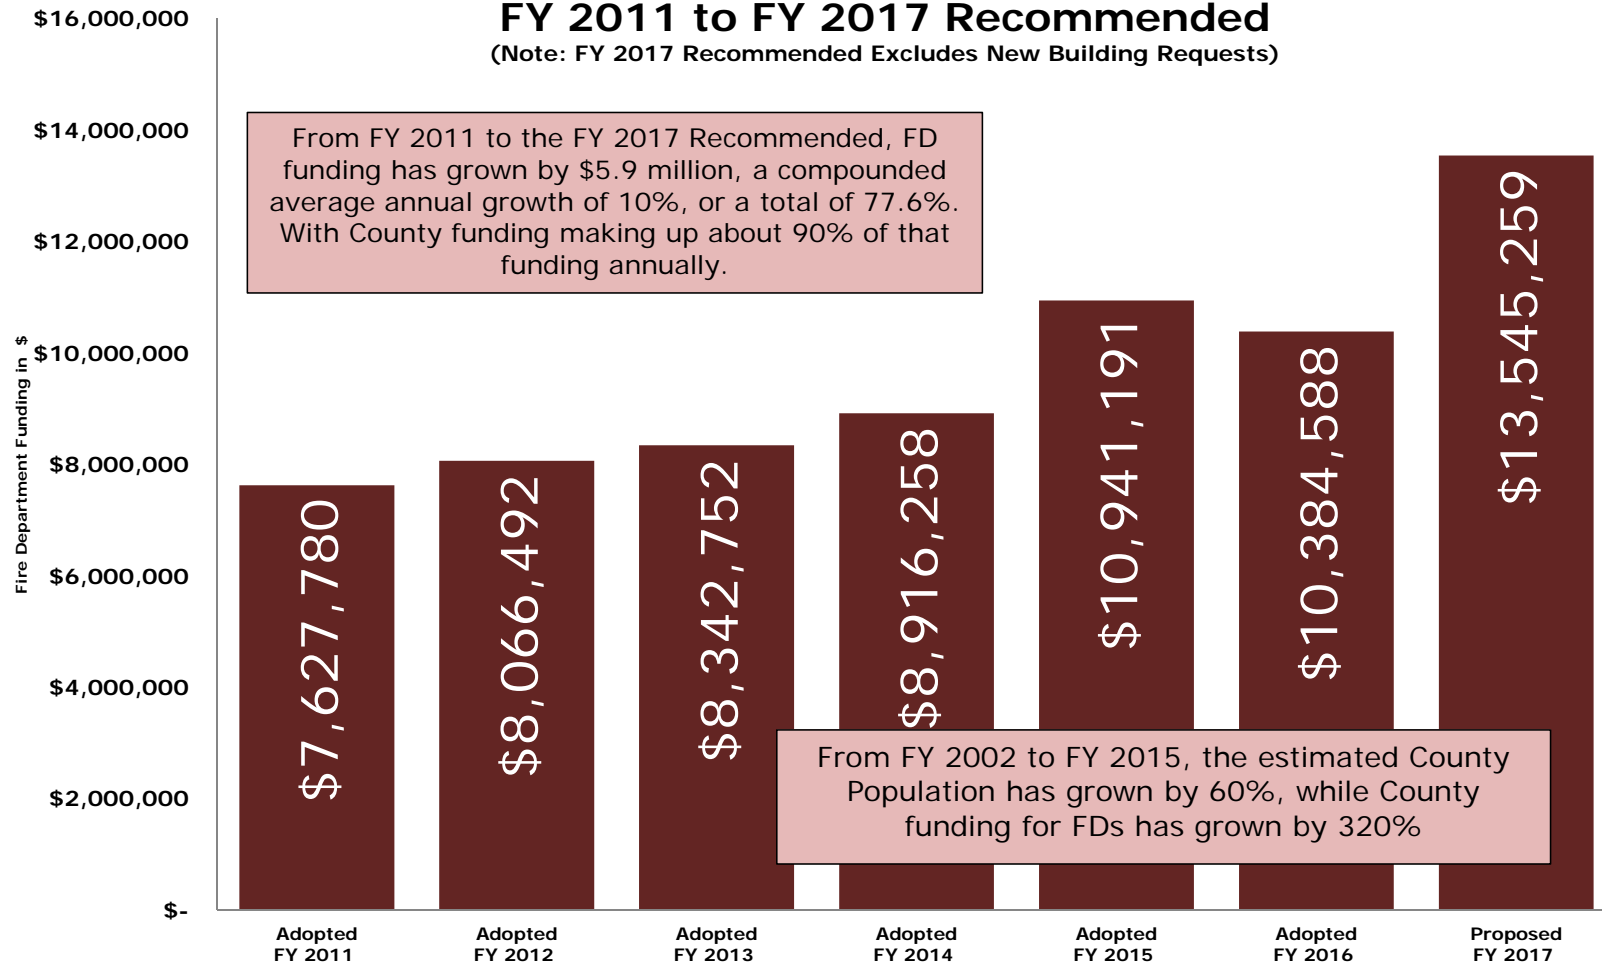 FY 2011 to FY 2017 Recommended
(Note: FY 2017 Recommended Excludes New Building Requests)
$16,000,000
$14,000,000
$12,000,000
$10,000,000
$8,000,000
$6,000,000
$4,000,000
$2,000,000
$-
Fire Department Funding in $
From FY 2011 to the FY 2017 Recommended, FD
funding has grown by $5.9 million, a compounded
average annual growth of 10%, or a total of 77.6%.
With County funding making up about 90% of that
funding annually.
$7,627,780
$8,066,492
$8,342,752
$8,916,258
$10,941,191
$10,384,588
$13,545,259
From FY 2002 to FY 2015, the estimated County
Population has grown by 60%, while County
funding for FDs has grown by 320%
Adopted
FY 2011
Adopted
FY 2012
Adopted
FY 2013
Adopted
FY 2014
Adopted
FY 2015
Adopted
FY 2016
Proposed
FY 2017